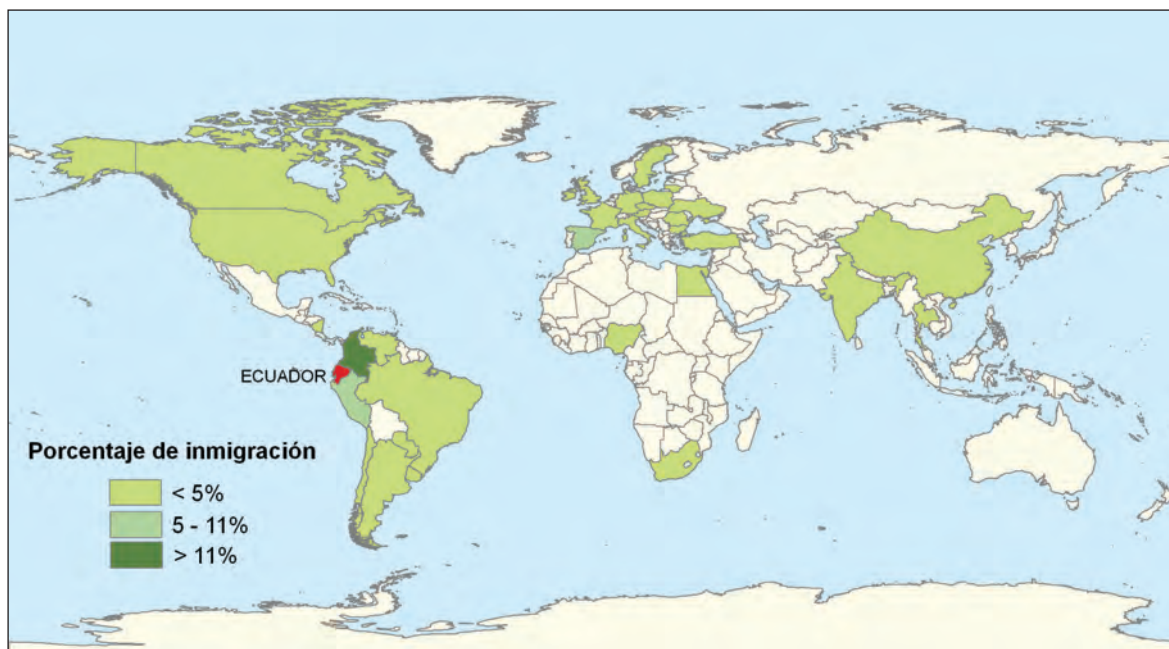 ECUADOR
Porcentaje de inmigración
< 5%
5 - 11%
> 11%